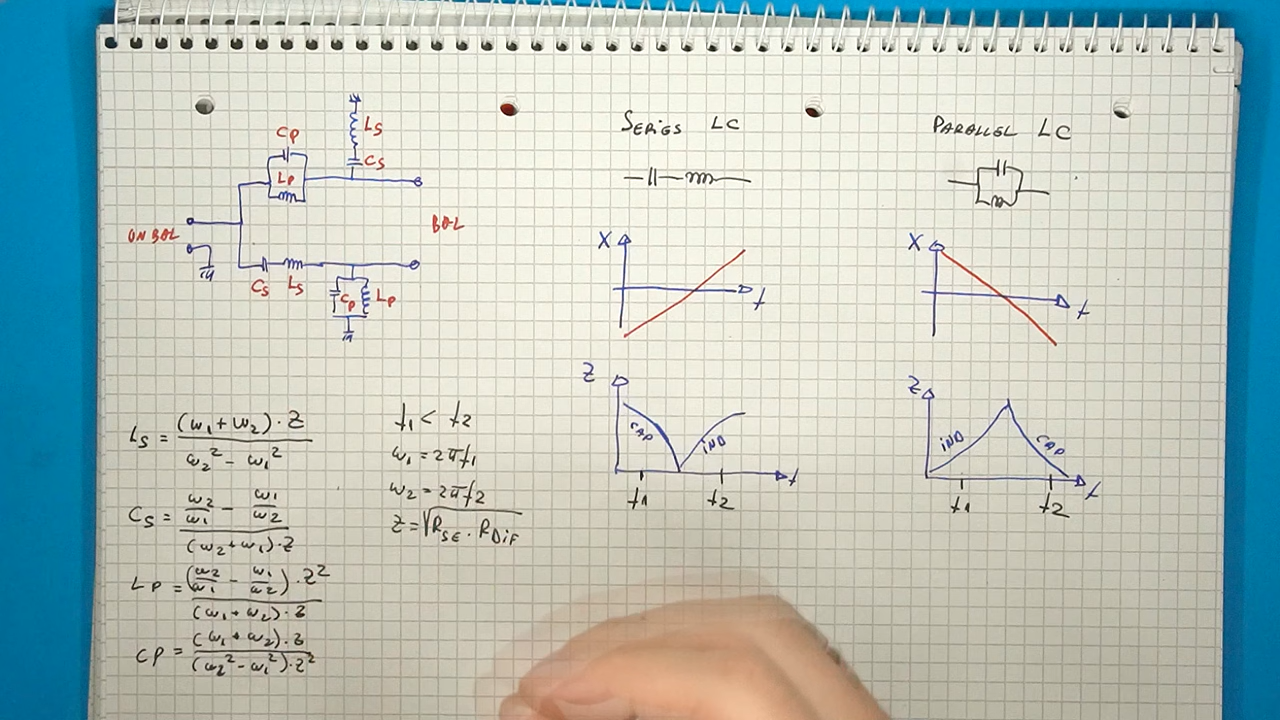 Cp
Lp
Ls
Cs
UNBAL
BAL
Cs Ls
Cp Lp
Ls = (ω1 + ω2) · Z / ω2² - ω1²
Cs = ω2/ω1 - ω1/ω2 / (ω2 + ω1) · Z
LP = (ω2/ω1 - ω1/ω2) · Z² / (ω1 + ω2) · Z
CP = (ω1 + ω2) · Z / (ω2² - ω1²) · Z²
f1 < f2
ω1 = 2πf1
ω2 = 2πf2
Z = √RSE · RDiF
SERiES LC
X
f
Z
CAP
iND
f1 f2
f
PARALLEL LC
X
f
Z
iND
CAP
f1 f2
f